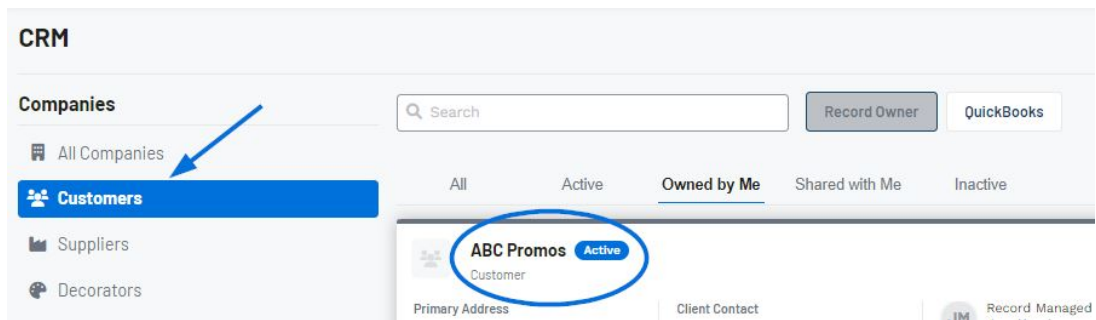 CRM
Companies
Search
Record Owner
QuickBooks
All Companies
Customers
Suppliers
Decorators
All
Active
Owned by Me
Shared with Me
Inactive
ABC Promos Active
Customer
Primary Address
Client Contact
JM
Record Managed